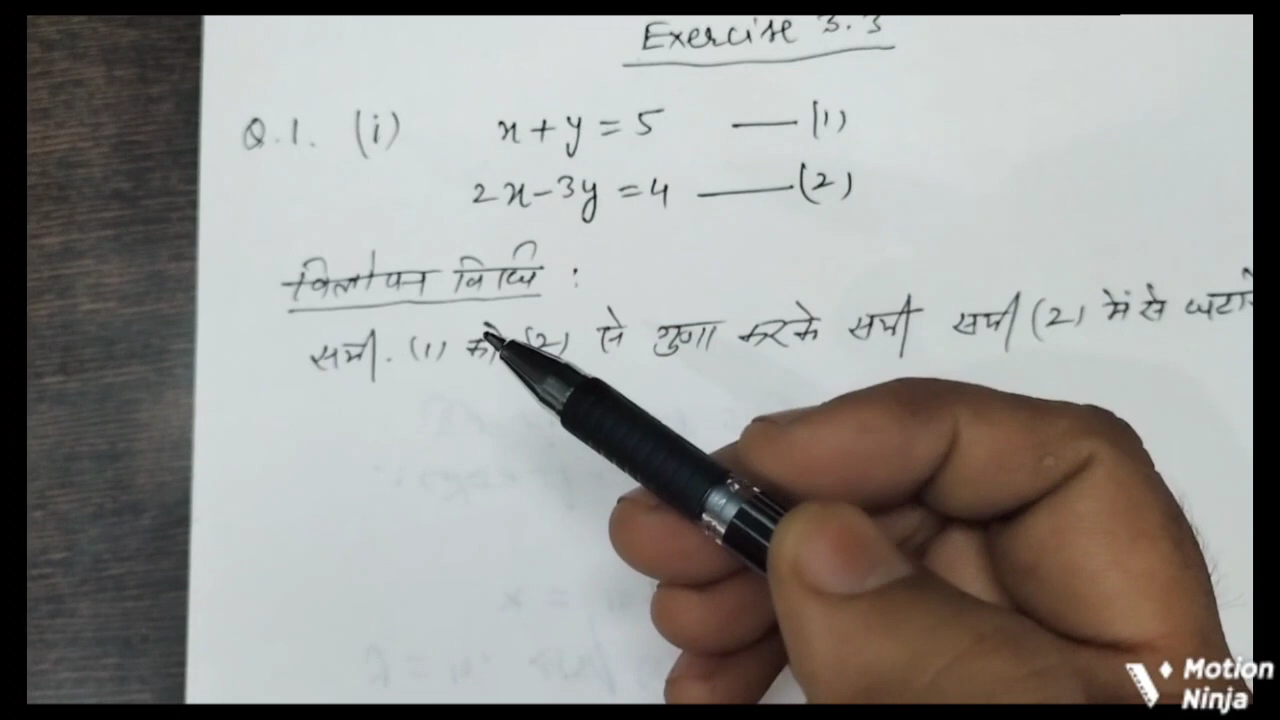 Exercise 3.3
Q.1. (i) x + y = 5 —— (1)
2x - 3y = 4 —— (2)
विलोपन विधि :
समी. (1) को (2) से गुणा करके समी समी (2) में से घटाने
Motion
Ninja